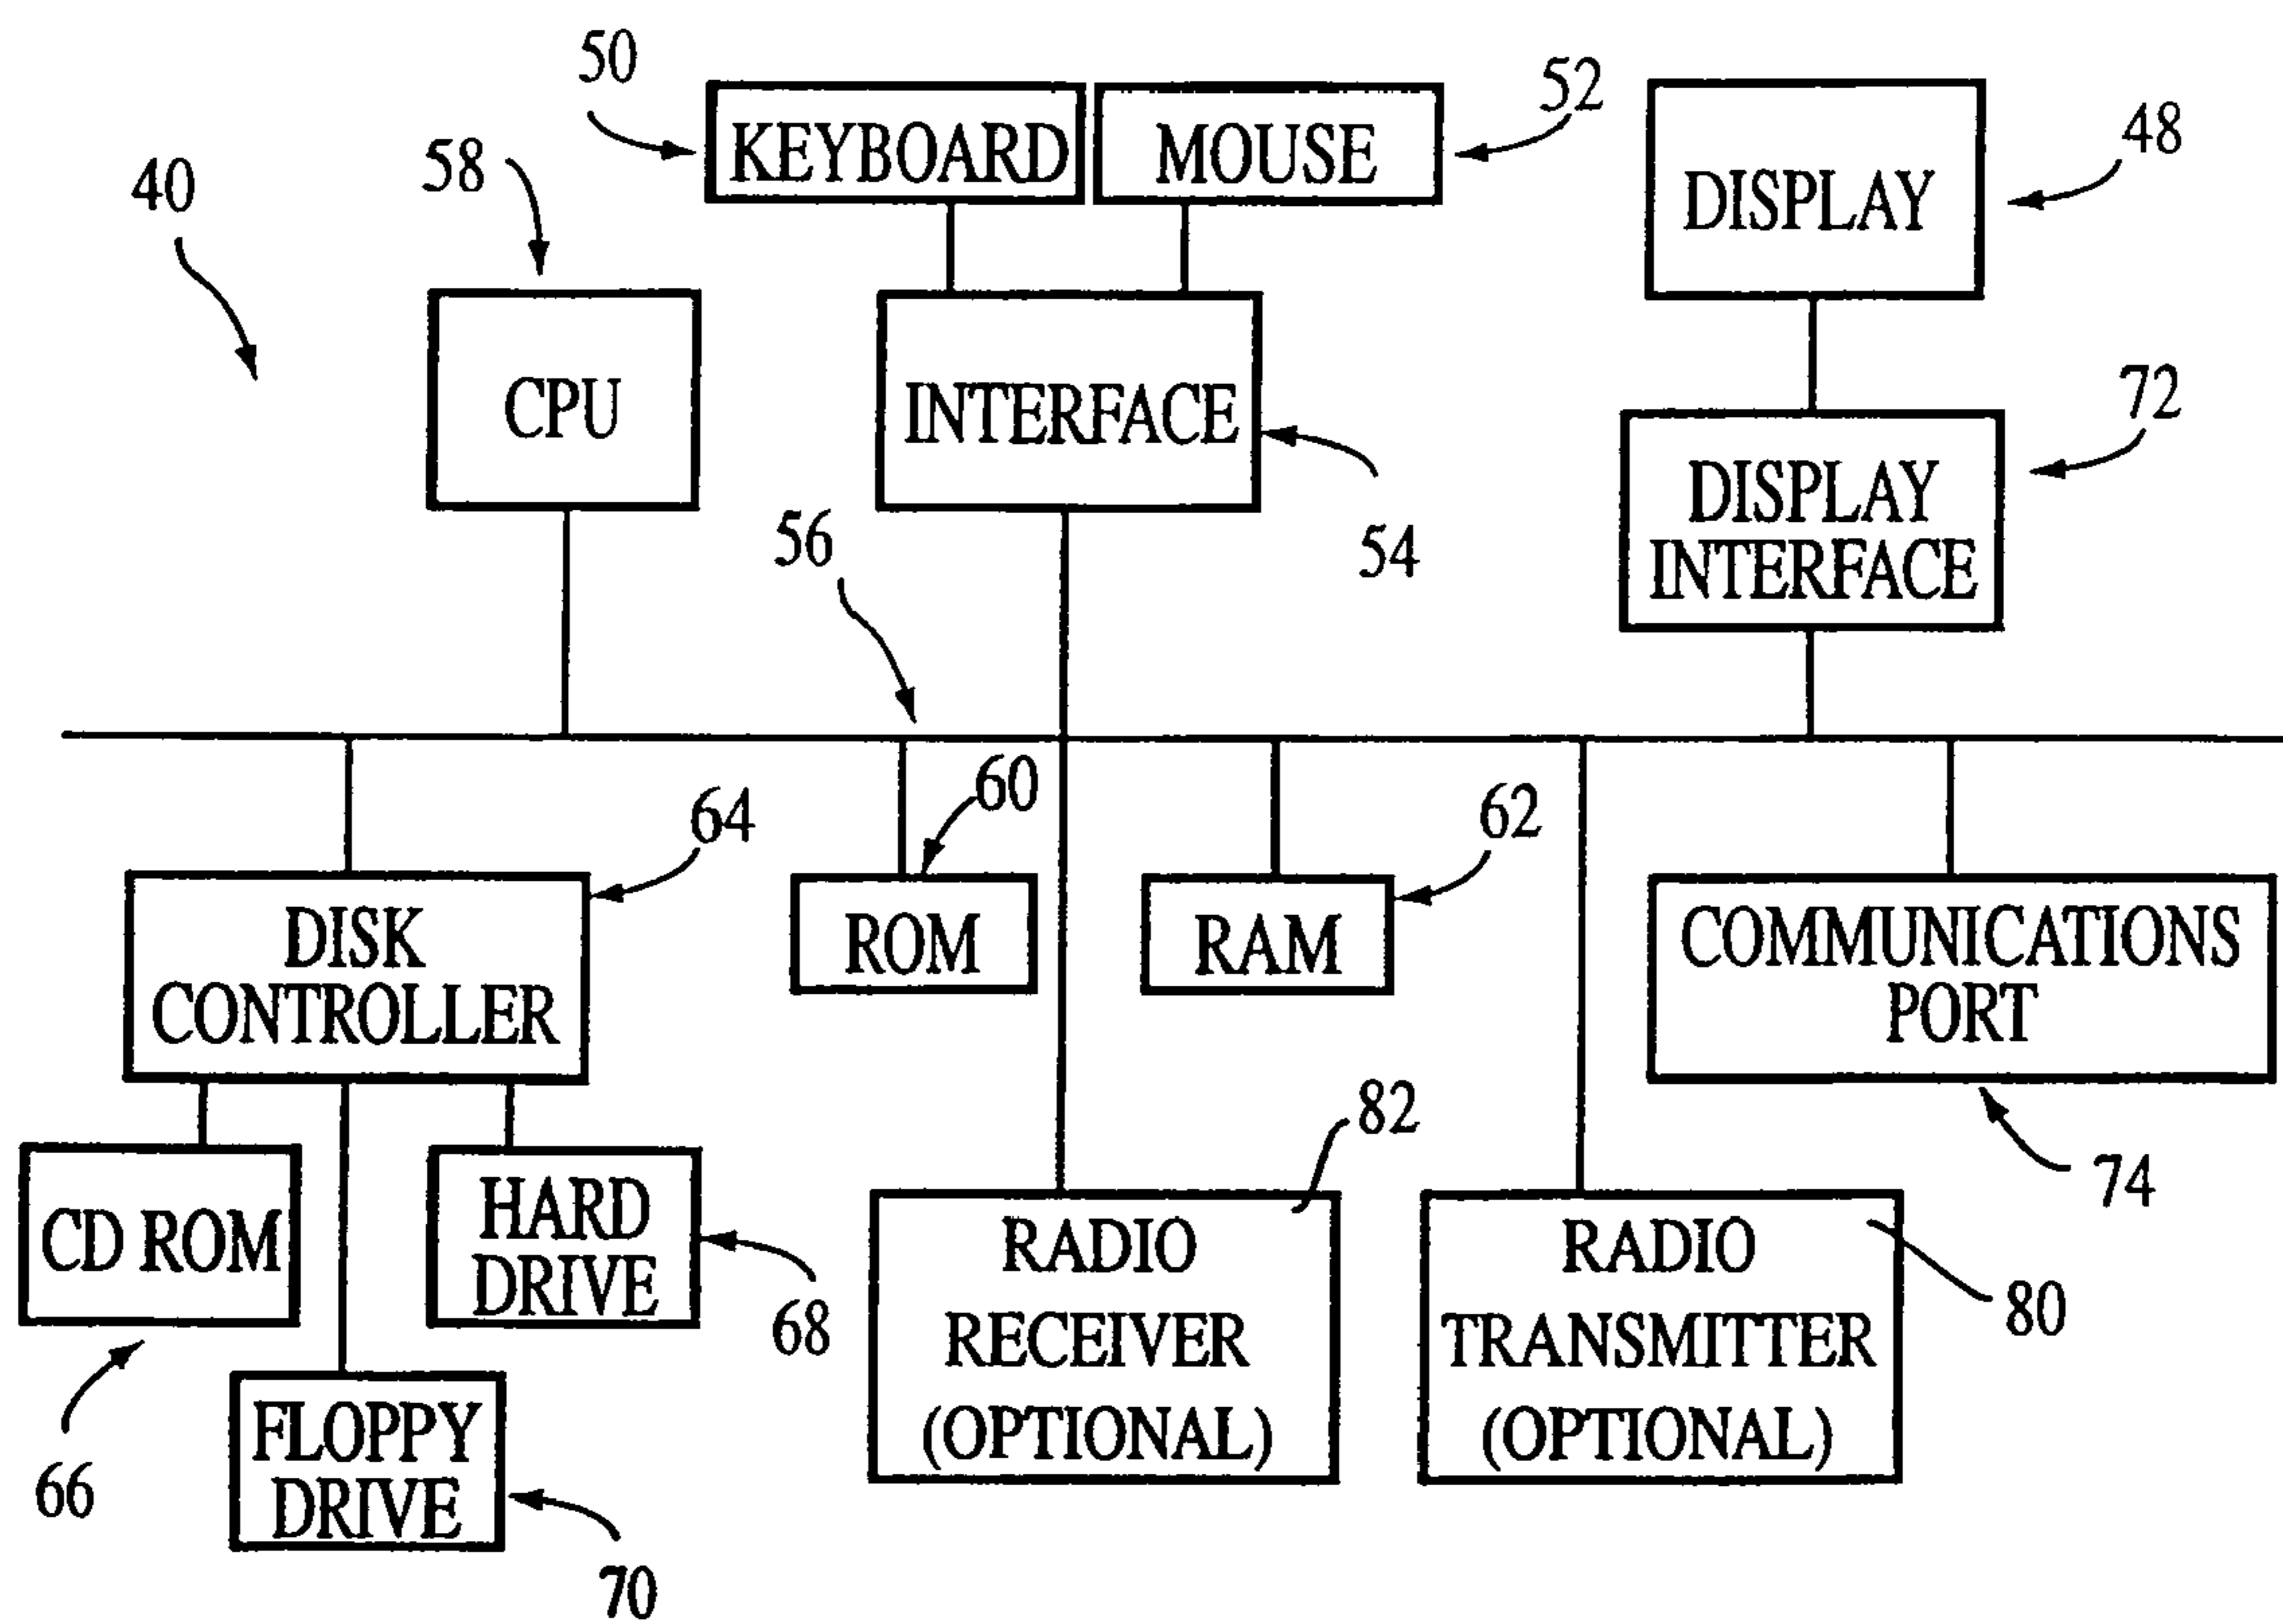 50
KEYBOARD
MOUSE
52
DISPLAY
48
58
40
CPU
INTERFACE
54
72
DISPLAY
INTERFACE
56
64
DISK
CONTROLLER
60
ROM
62
RAM
COMMUNICATIONS
PORT
74
CD ROM
66
HARD
DRIVE
68
FLOPPY
DRIVE
70
82
RADIO
RECEIVER
(OPTIONAL)
RADIO
TRANSMITTER
(OPTIONAL)
80